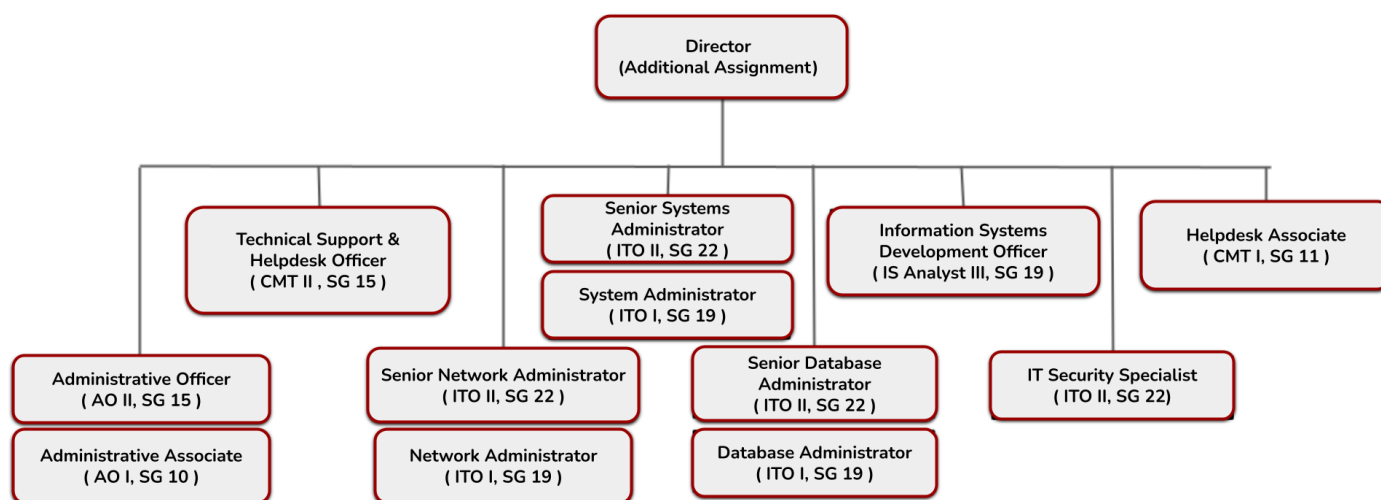 Director
(Additional Assignment)
Technical Support &
Helpdesk Officer
( CMT II , SG 15 )
Senior Systems
Administrator
( ITO II, SG 22 )
System Administrator
( ITO I, SG 19 )
Information Systems
Development Officer
( IS Analyst III, SG 19 )
Helpdesk Associate
( CMT I, SG 11 )
Administrative Officer
( AO II, SG 15 )
Administrative Associate
( AO I, SG 10 )
Senior Network Administrator
( ITO II, SG 22 )
Network Administrator
( ITO I, SG 19 )
Senior Database
Administrator
( ITO II, SG 22 )
Database Administrator
( ITO I, SG 19 )
IT Security Specialist
( ITO II, SG 22)